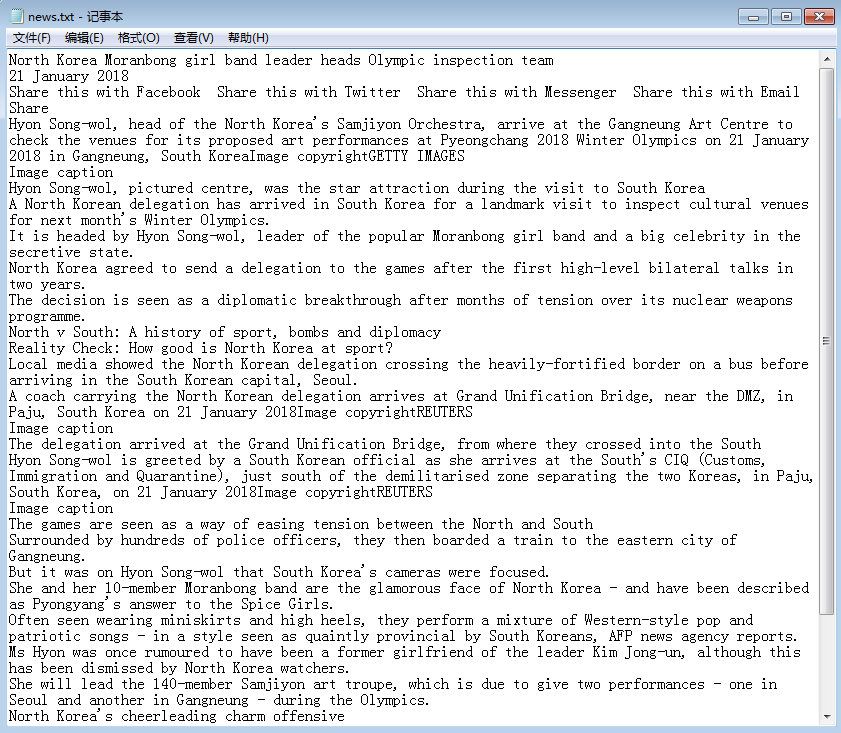 news.txt - 记事本
文件(F) 编辑(E) 格式(O) 查看(V) 帮助(H)
North Korea Moranbong girl band leader heads Olympic inspection team
21 January 2018
Share this with Facebook  Share this with Twitter  Share this with Messenger  Share this with Email
Share
Hyon Song-wol, head of the North Korea's Samjiyon Orchestra, arrive at the Gangneung Art Centre to
check the venues for its proposed art performances at Pyeongchang 2018 Winter Olympics on 21 January
2018 in Gangneung, South KoreaImage copyrightGETTY IMAGES
Image caption
Hyon Song-wol, pictured centre, was the star attraction during the visit to South Korea
A North Korean delegation has arrived in South Korea for a landmark visit to inspect cultural venues
for next month's Winter Olympics.
It is headed by Hyon Song-wol, leader of the popular Moranbong girl band and a big celebrity in the
secretive state.
North Korea agreed to send a delegation to the games after the first high-level bilateral talks in
two years.
The decision is seen as a diplomatic breakthrough after months of tension over its nuclear weapons
programme.
North v South: A history of sport, bombs and diplomacy
Reality Check: How good is North Korea at sport?
Local media showed the North Korean delegation crossing the heavily-fortified border on a bus before
arriving in the South Korean capital, Seoul.
A coach carrying the North Korean delegation arrives at Grand Unification Bridge, near the DMZ, in
Paju, South Korea on 21 January 2018Image copyrightREUTERS
Image caption
The delegation arrived at the Grand Unification Bridge, from where they crossed into the South
Hyon Song-wol is greeted by a South Korean official as she arrives at the South's CIQ (Customs,
Immigration and Quarantine), just south of the demilitarised zone separating the two Koreas, in Paju,
South Korea, on 21 January 2018Image copyrightREUTERS
Image caption
The games are seen as a way of easing tension between the North and South
Surrounded by hundreds of police officers, they then boarded a train to the eastern city of
Gangneung.
But it was on Hyon Song-wol that South Korea's cameras were focused.
She and her 10-member Moranbong band are the glamorous face of North Korea - and have been described
as Pyongyang's answer to the Spice Girls.
Often seen wearing miniskirts and high heels, they perform a mixture of Western-style pop and
patriotic songs - in a style seen as quaintly provincial by South Koreans, AFP news agency reports.
Ms Hyon was once rumoured to have been a former girlfriend of the leader Kim Jong-un, although this
has been dismissed by North Korea watchers.
She will lead the 140-member Samjiyon art troupe, which is due to give two performances - one in
Seoul and another in Gangneung - during the Olympics.
North Korea's cheerleading charm offensive